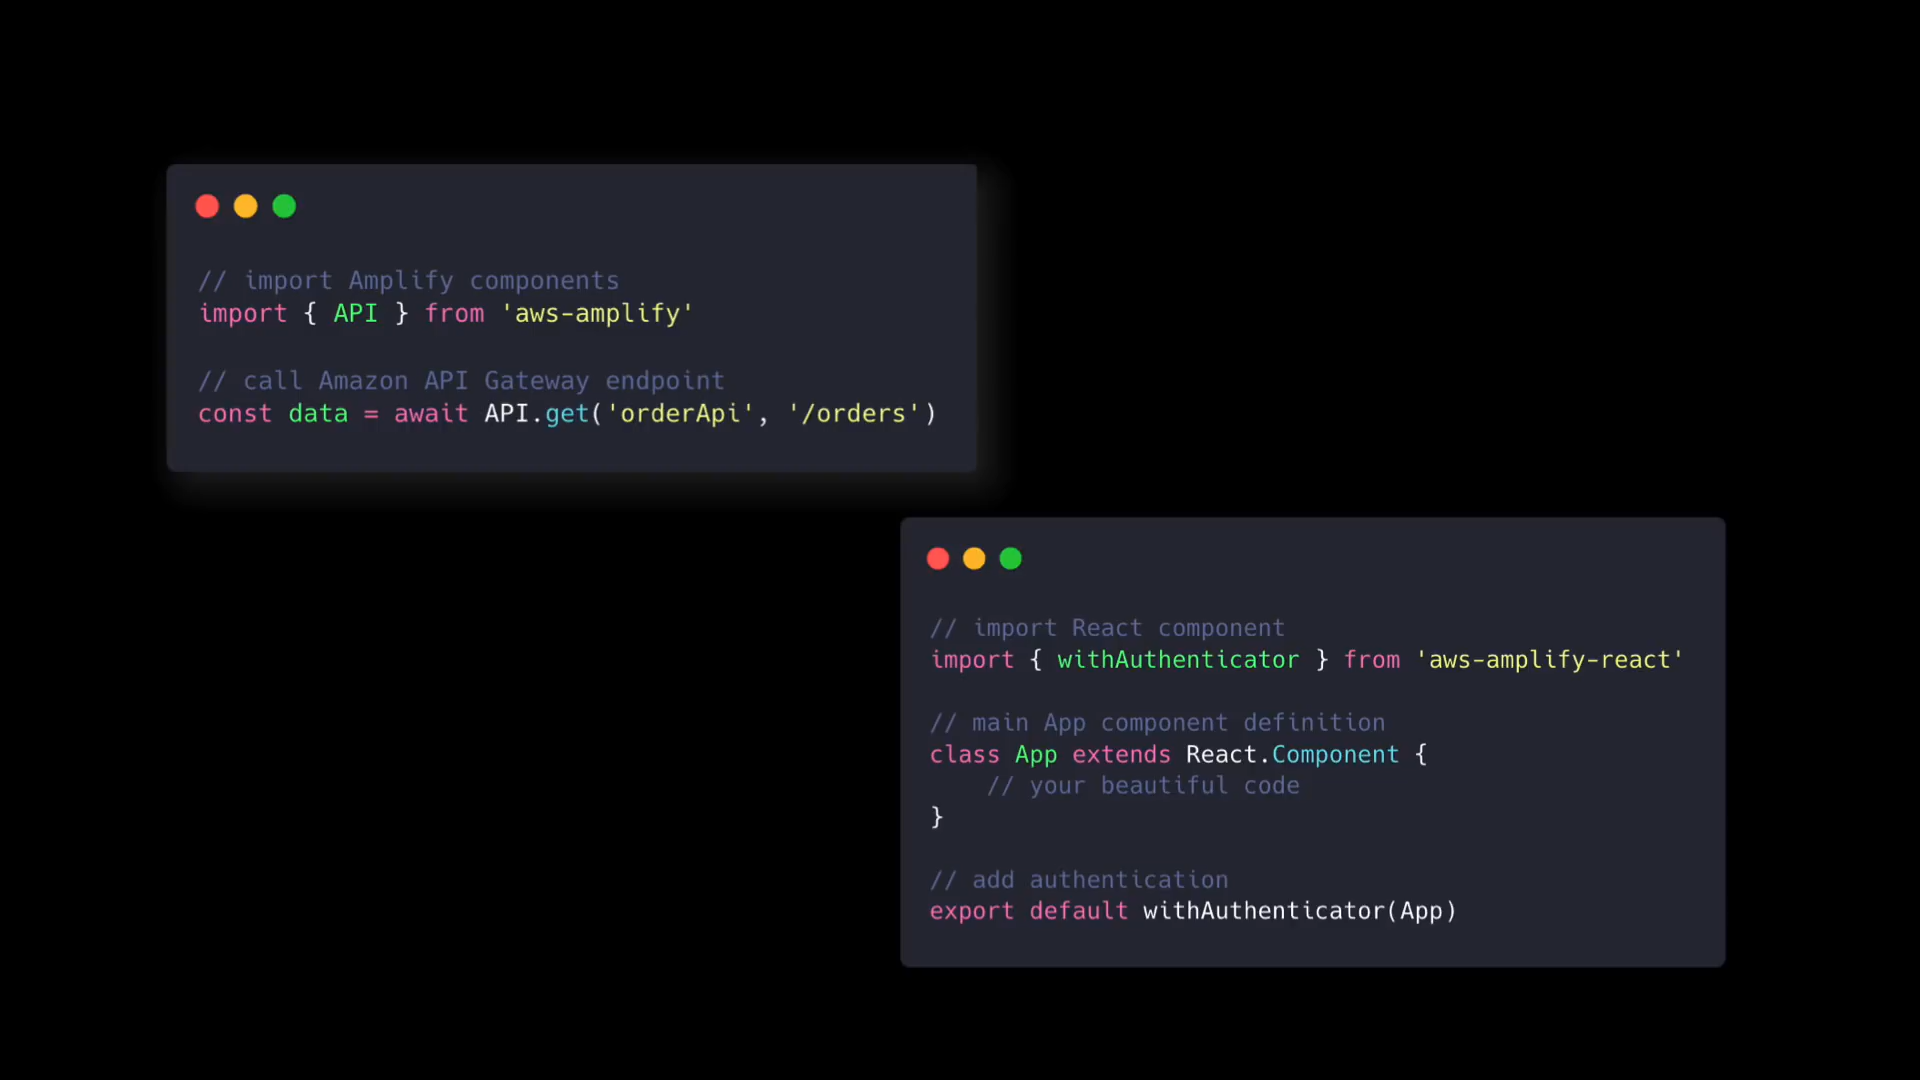 // import Amplify components
import { API } from 'aws-amplify'
// call Amazon API Gateway endpoint
const data = await API.get('orderApi', '/orders')
// import React component
import { withAuthenticator } from 'aws-amplify-react'
// main App component definition
class App extends React.Component {
    // your beautiful code
}
// add authentication
export default withAuthenticator(App)